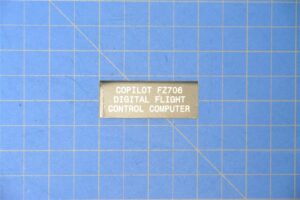 COPILOT FZ706
DIGITAL FLIGHT
CONTROL COMPUTER